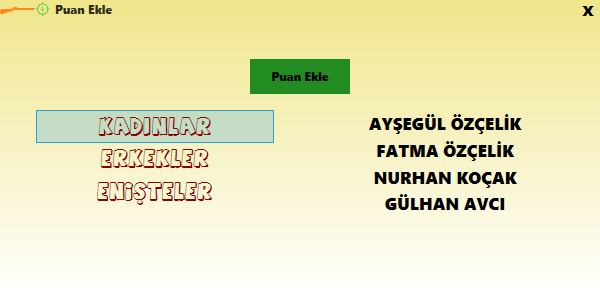 Puan Ekle
X
Puan Ekle
KADINLAR
ERKEKLER
ENİŞTELER
AYŞEGÜL ÖZÇELİK
FATMA ÖZÇELİK
NURHAN KOÇAK
GÜLHAN AVCI